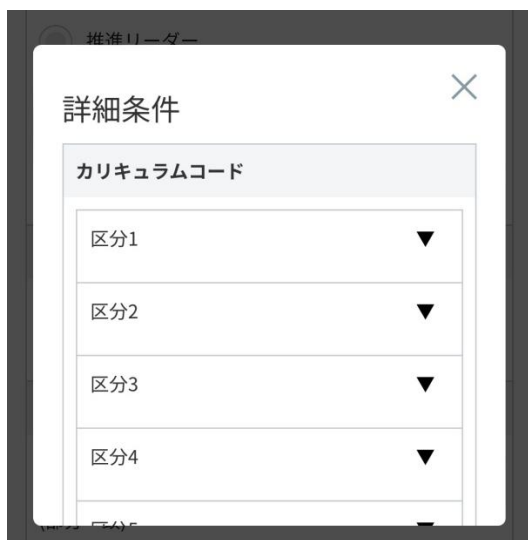 推進リーダー
詳細条件
カリキュラムコード
区分1 ▼
区分2 ▼
区分3 ▼
区分4 ▼